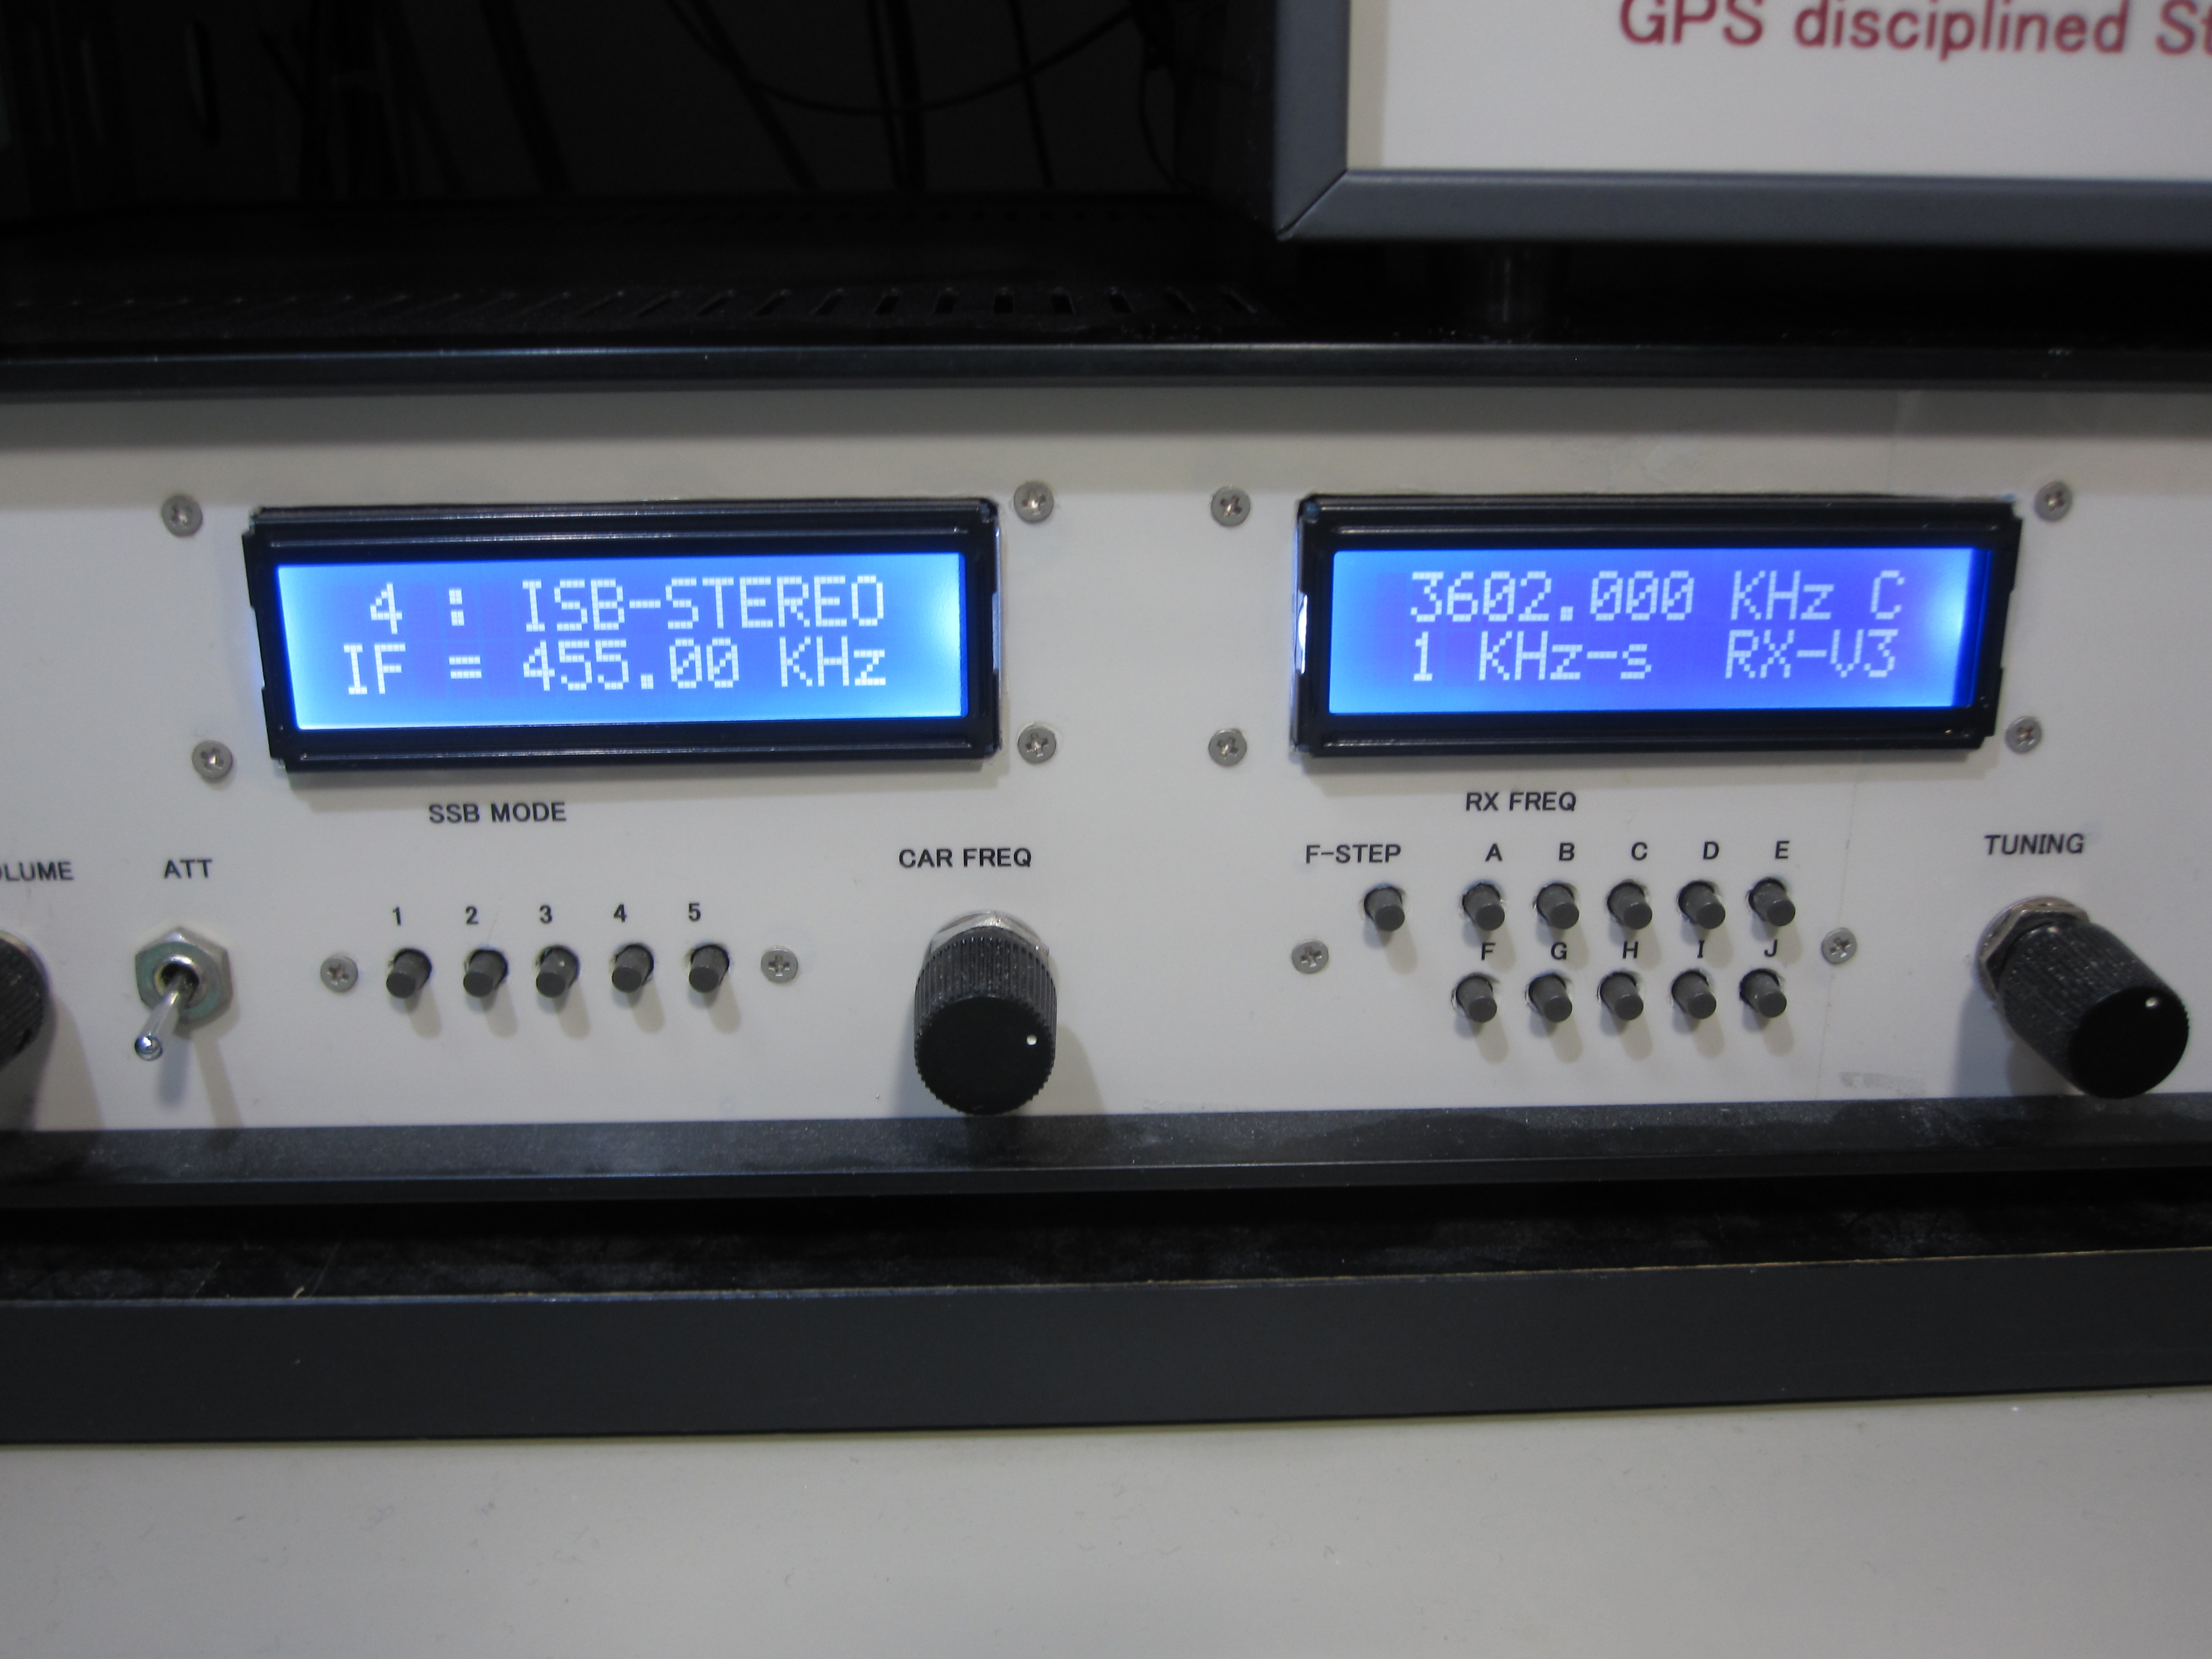 GPS disciplined
4 : ISB-STEREO
IF = 455.00 KHz
3602.000 KHz C
1 KHz-s RX-V3
SSB MODE
RX FREQ
ATT
CAR FREQ
F-STEP
A B C D E
TUNING
1 2 3 4 5
F G H I J